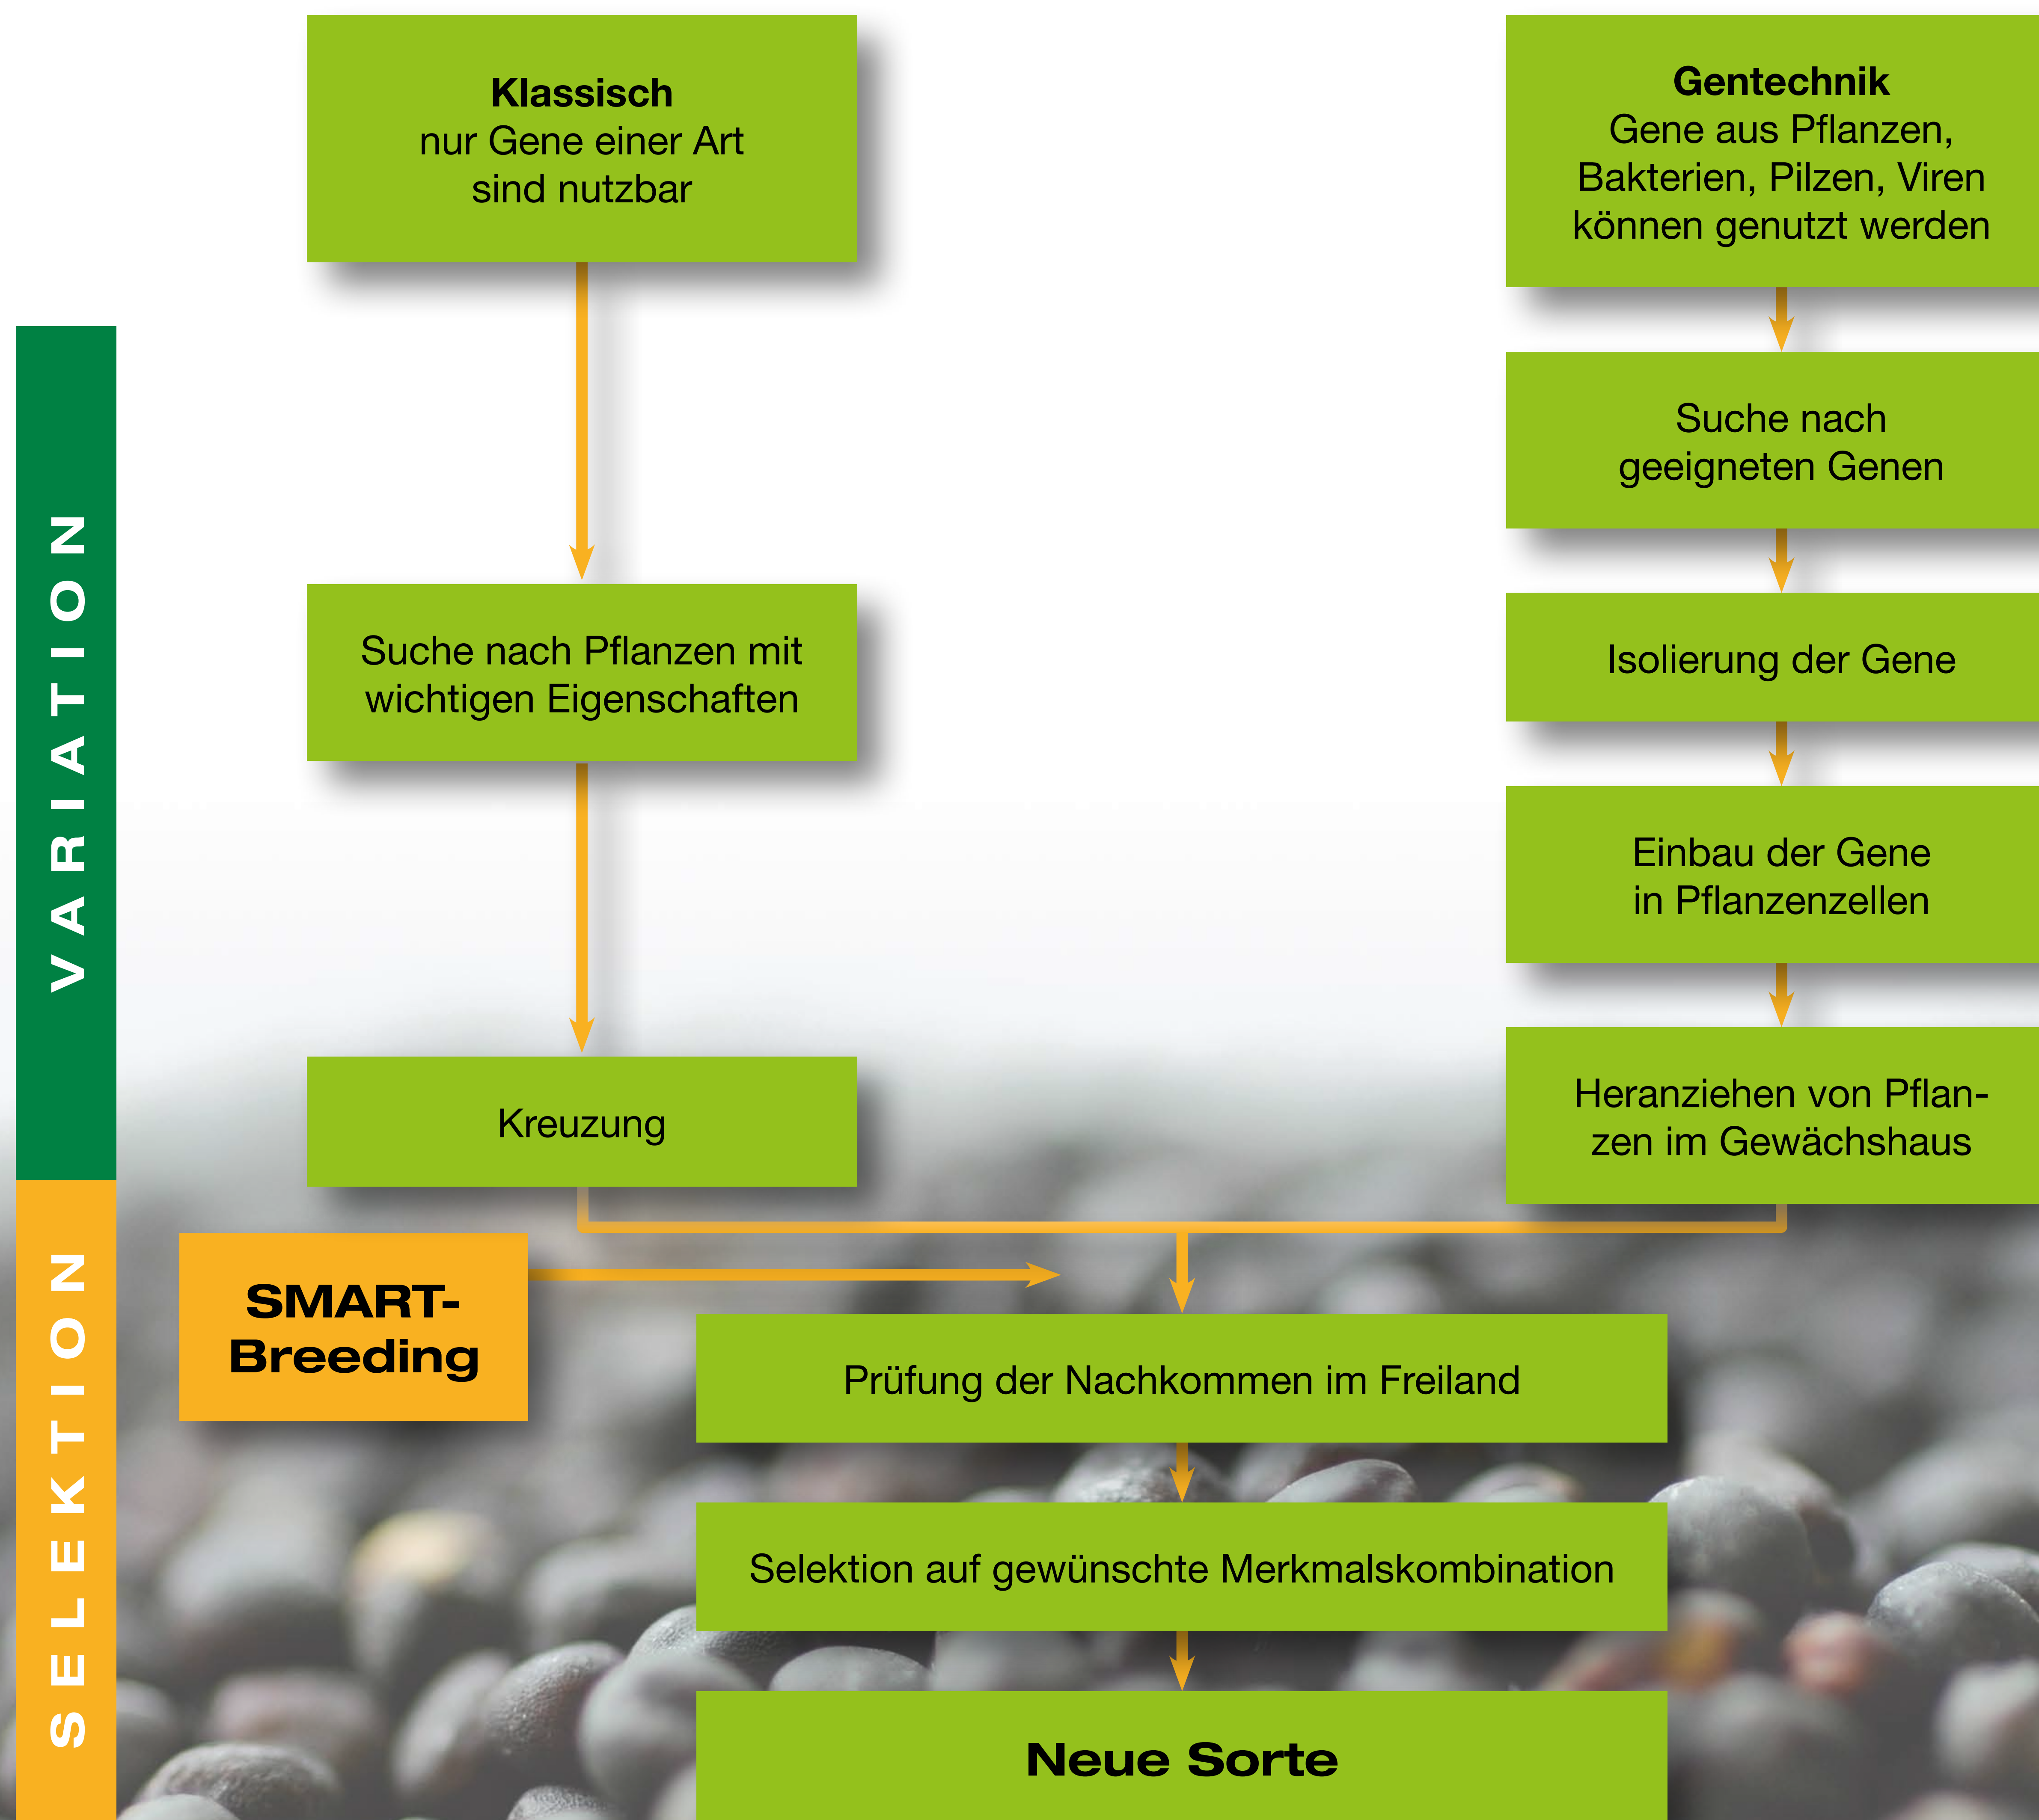 Klassisch
nur Gene einer Art
sind nutzbar
Gentechnik
Gene aus Pflanzen,
Bakterien, Pilzen, Viren
können genutzt werden
VARIATION
Suche nach Pflanzen mit
wichtigen Eigenschaften
Kreuzung
Suche nach
geeigneten Genen
Isolierung der Gene
Einbau der Gene
in Pflanzenzellen
Heranziehen von Pflan-
zen im Gewächshaus
SELEKTION
SMART-
Breeding
Prüfung der Nachkommen im Freiland
Selektion auf gewünschte Merkmalskombination
Neue Sorte